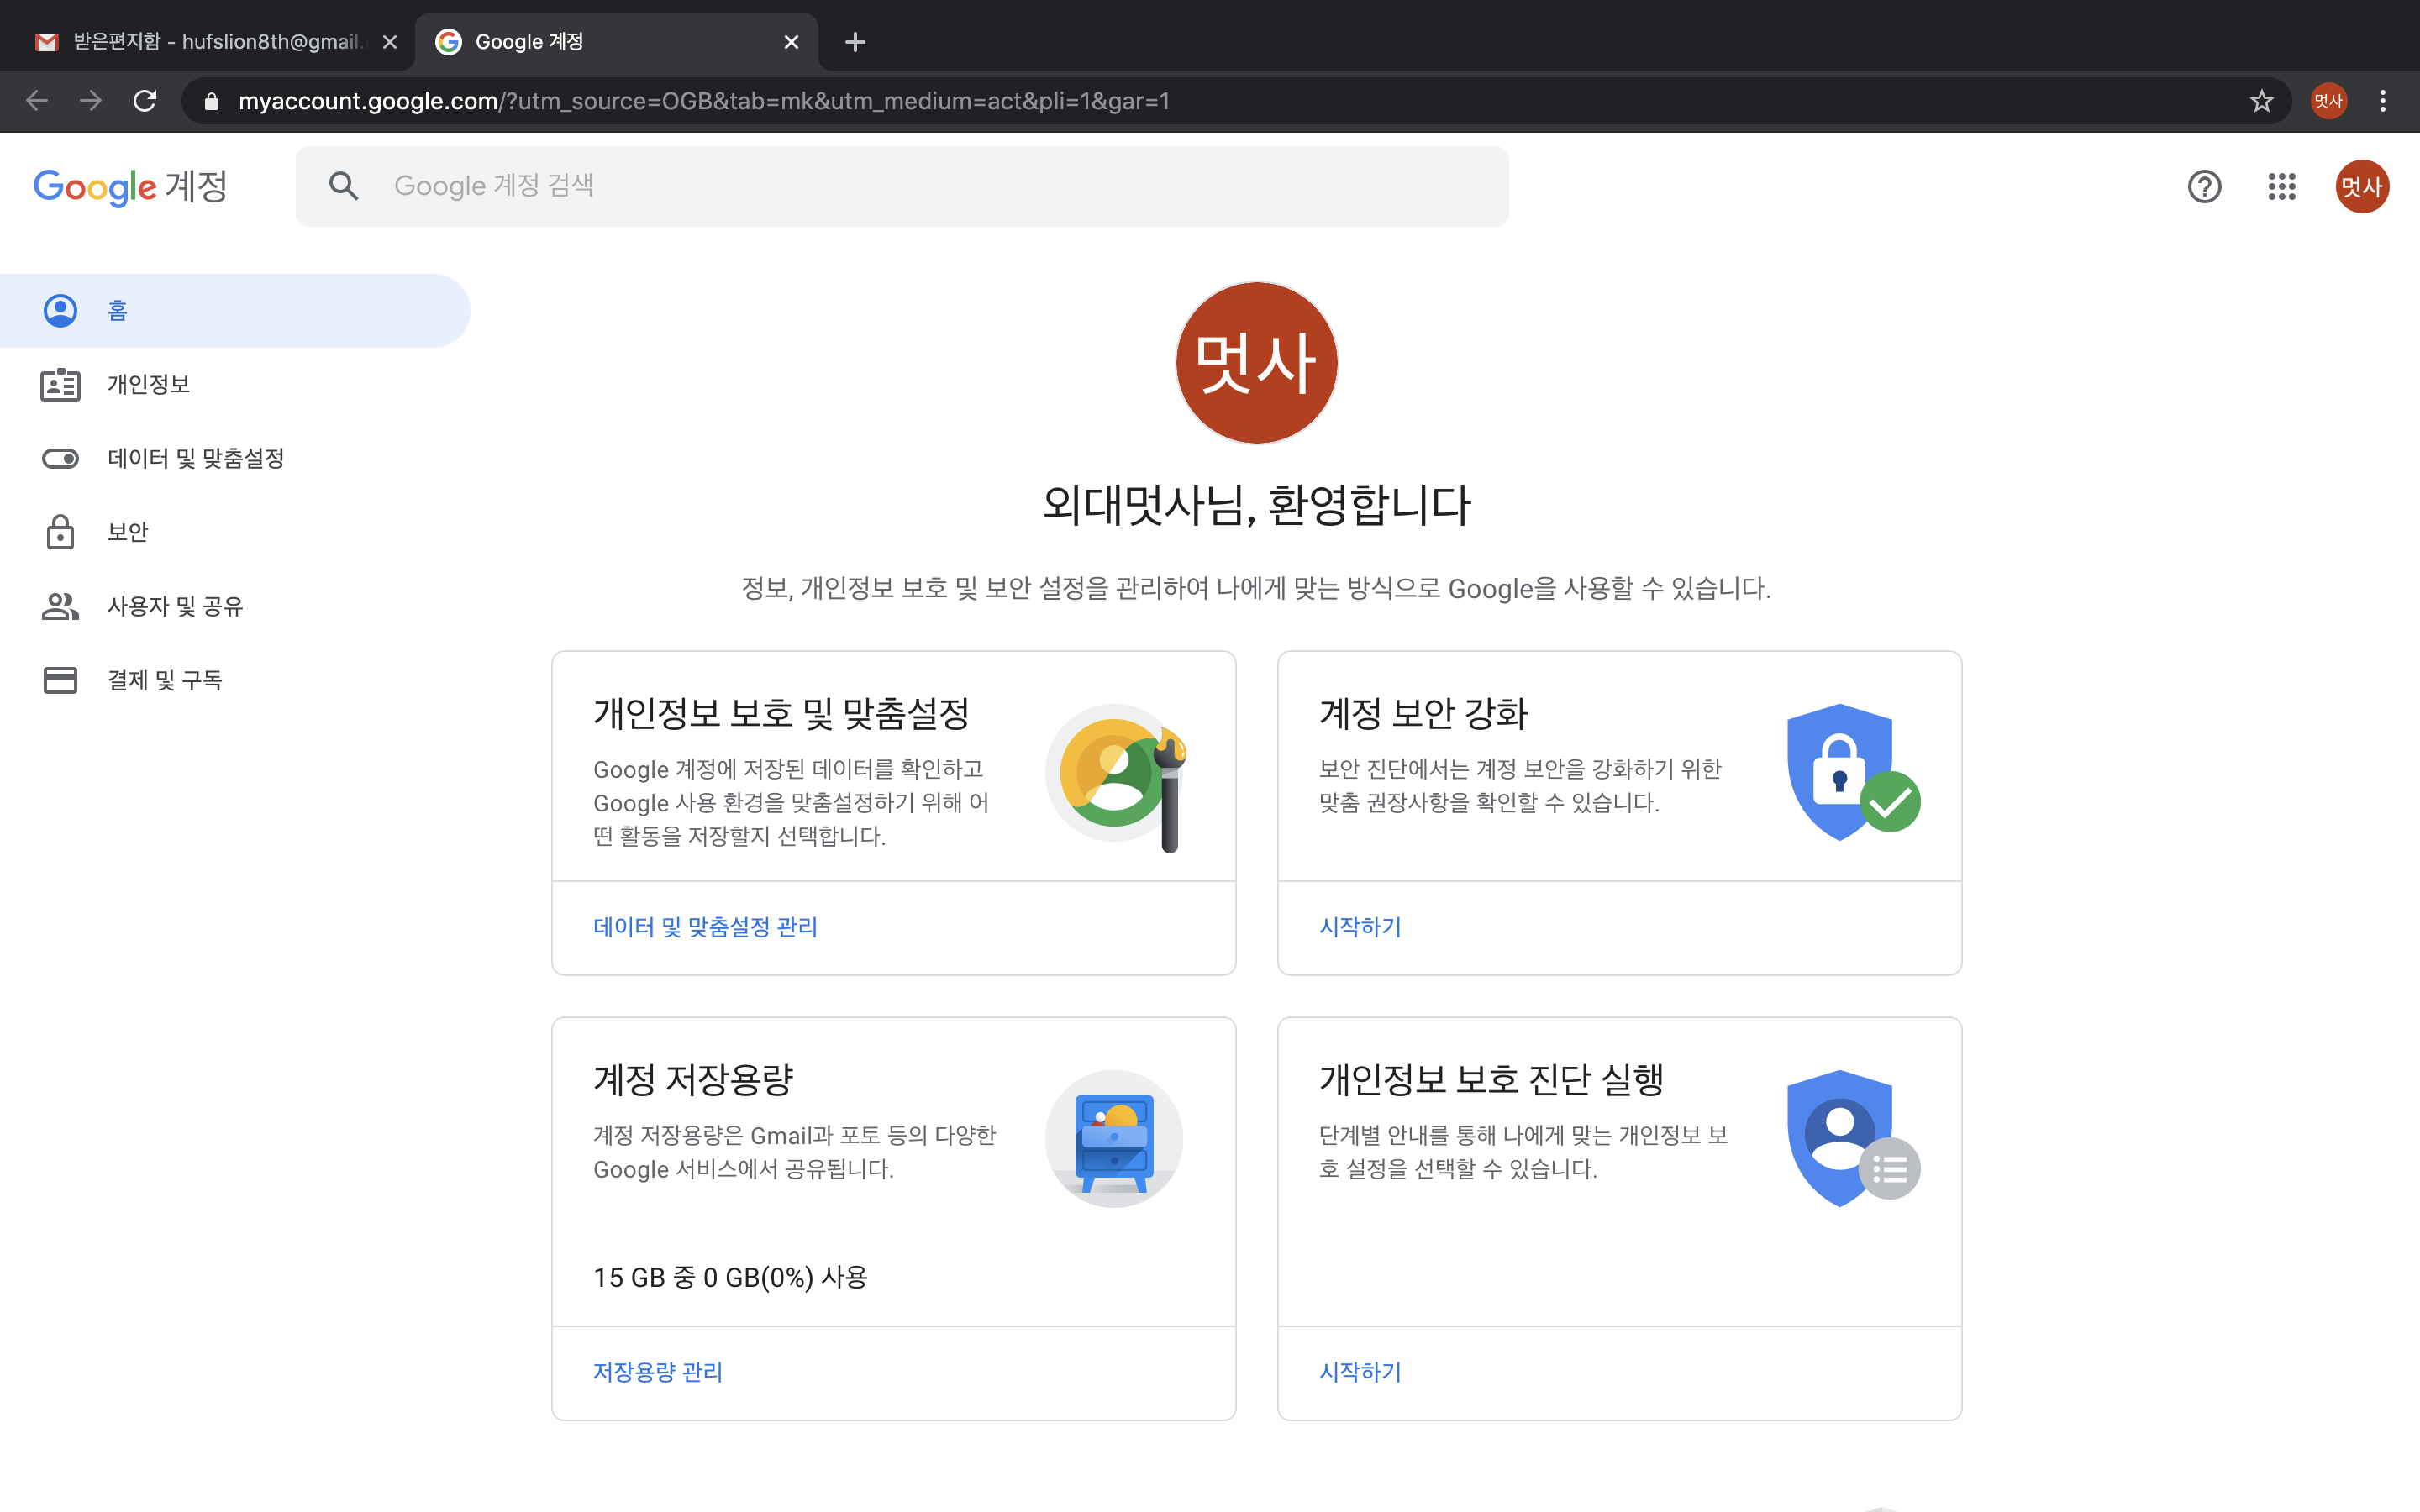 받은편지함 - hufslion8th@gmail.
Google 계정
myaccount.google.com/?utm_source=OGB&tab=mk&utm_medium=act&pli=1&gar=1
멋사
Google 계정
Google 계정 검색
멋사
홈
개인정보
데이터 및 맞춤설정
보안
사용자 및 공유
결제 및 구독
멋사
외대멋사님, 환영합니다
정보, 개인정보 보호 및 보안 설정을 관리하여 나에게 맞는 방식으로 Google을 사용할 수 있습니다.
개인정보 보호 및 맞춤설정
Google 계정에 저장된 데이터를 확인하고
Google 사용 환경을 맞춤설정하기 위해 어
떤 활동을 저장할지 선택합니다.
데이터 및 맞춤설정 관리
계정 보안 강화
보안 진단에서는 계정 보안을 강화하기 위한
맞춤 권장사항을 확인할 수 있습니다.
시작하기
계정 저장용량
계정 저장용량은 Gmail과 포토 등의 다양한
Google 서비스에서 공유됩니다.
15 GB 중 0 GB(0%) 사용
저장용량 관리
개인정보 보호 진단 실행
단계별 안내를 통해 나에게 맞는 개인정보 보
호 설정을 선택할 수 있습니다.
시작하기